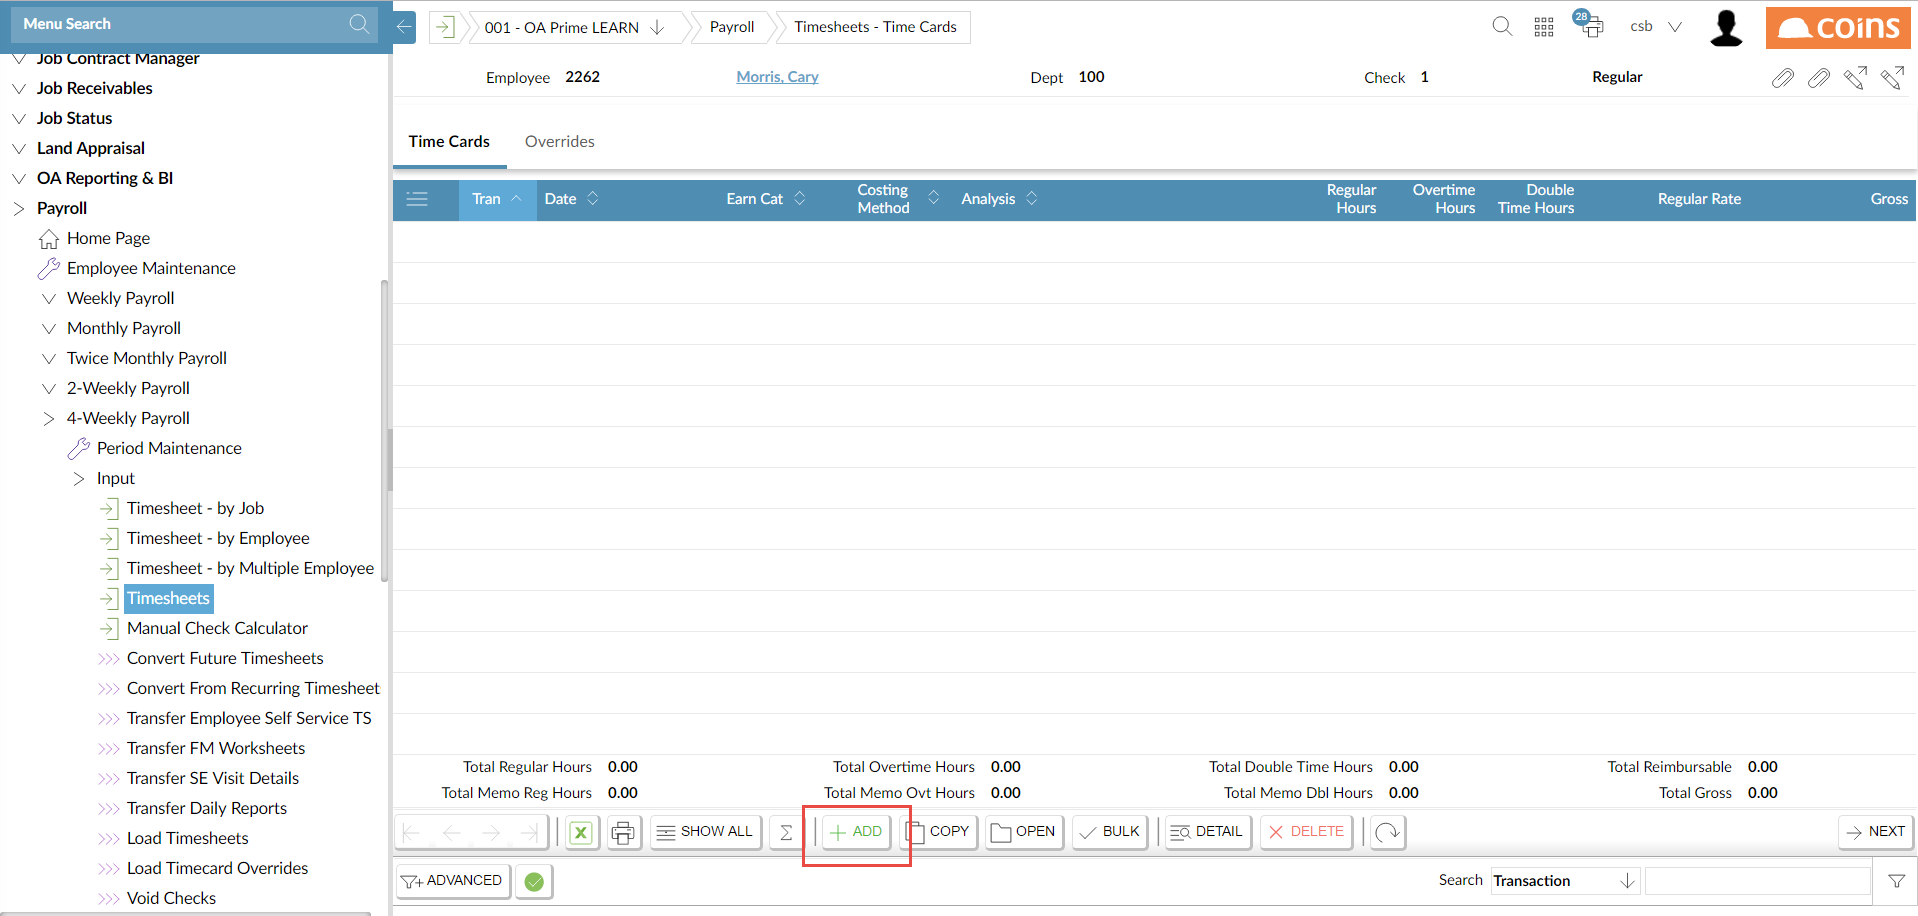 Menu Search
Job Contract Manager
Job Receivables
Job Status
Land Appraisal
OA Reporting & BI
Payroll
Home Page
Employee Maintenance
Weekly Payroll
Monthly Payroll
Twice Monthly Payroll
2-Weekly Payroll
4-Weekly Payroll
Period Maintenance
Input
Timesheet - by Job
Timesheet - by Employee
Timesheet - by Multiple Employee
Timesheets
Manual Check Calculator
Convert Future Timesheets
Convert From Recurring Timesheet
Transfer Employee Self Service TS
Transfer FM Worksheets
Transfer SE Visit Details
Transfer Daily Reports
Load Timesheets
Load Timecard Overrides
Void Checks
001 - OA Prime LEARN Payroll Timesheets - Time Cards
28 csb coins
Employee 2262 Morris, Cary Dept 100 Check 1 Regular
Time Cards Overrides
Tran Date Earn Cat Costing Method Analysis Regular Hours Overtime Hours Double Time Hours Regular Rate Gross
Total Regular Hours 0.00 Total Overtime Hours 0.00 Total Double Time Hours 0.00 Total Reimbursable 0.00
Total Memo Reg Hours 0.00 Total Memo Ovt Hours 0.00 Total Memo Dbl Hours 0.00 Total Gross 0.00
X SHOW ALL Σ ADD COPY OPEN BULK DETAIL DELETE NEXT
ADVANCED Search Transaction